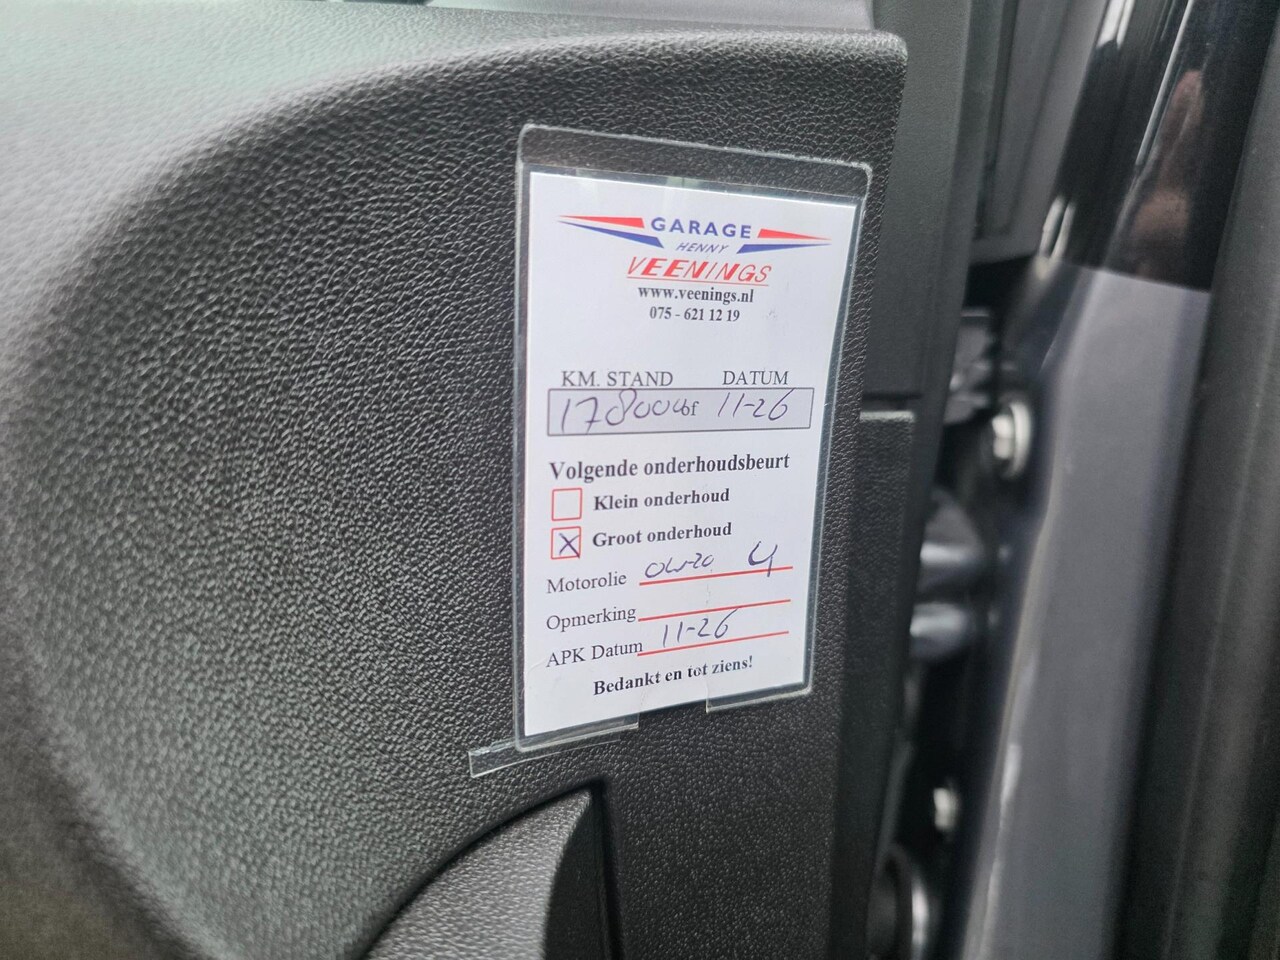 GARAGE
HENNY
VEENINGS
www.veenings.nl
075 - 621 12 19
KM. STAND DATUM
178000 of 11-26
Volgende onderhoudsbeurt
Klein onderhoud
X Groot onderhoud
Motorolie 0W-20 4
Opmerking
APK Datum 11-26
Bedankt en tot ziens!